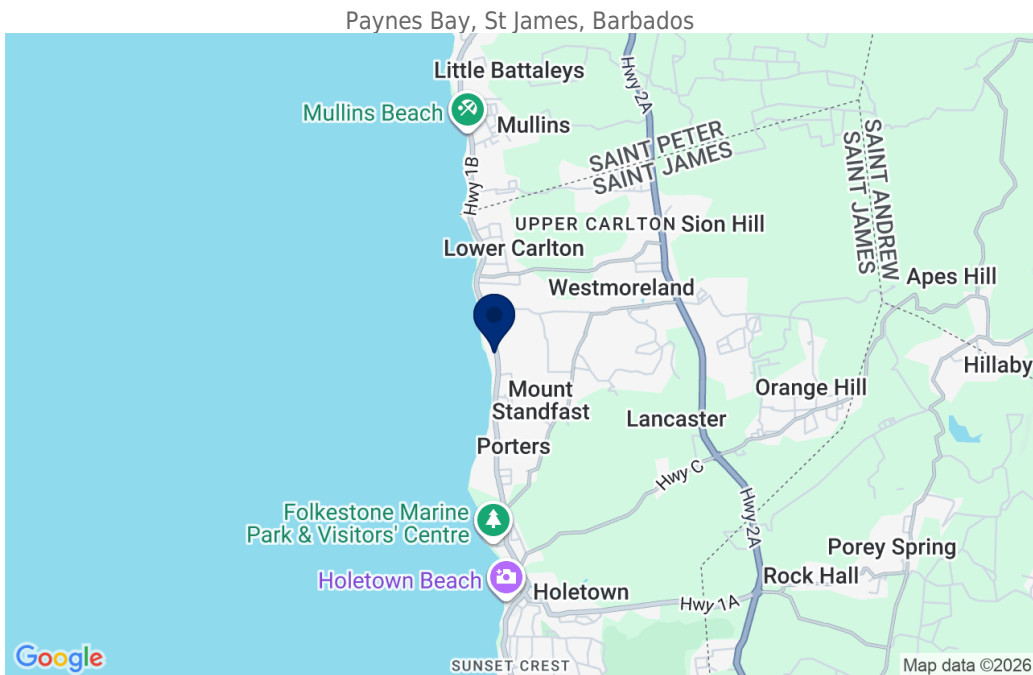 Paynes Bay, St James, Barbados
Little Battaleys
Hwy 2A
Mullins Beach
Mullins
SAINT PETER
SAINT JAMES
SAINT ANDREW
SAINT JAMES
Hwy 1B
UPPER CARLTON
Sion Hill
Lower Carlton
Westmoreland
Apes Hill
Hillaby
Mount
Standfast
Orange Hill
Lancaster
Porters
Hwy C
Hwy 2A
Folkestone Marine
Park & Visitors' Centre
Porey Spring
Holetown Beach
Holetown
Rock Hall
Hwy 1A
SUNSET CREST
Google
Map data ©2026